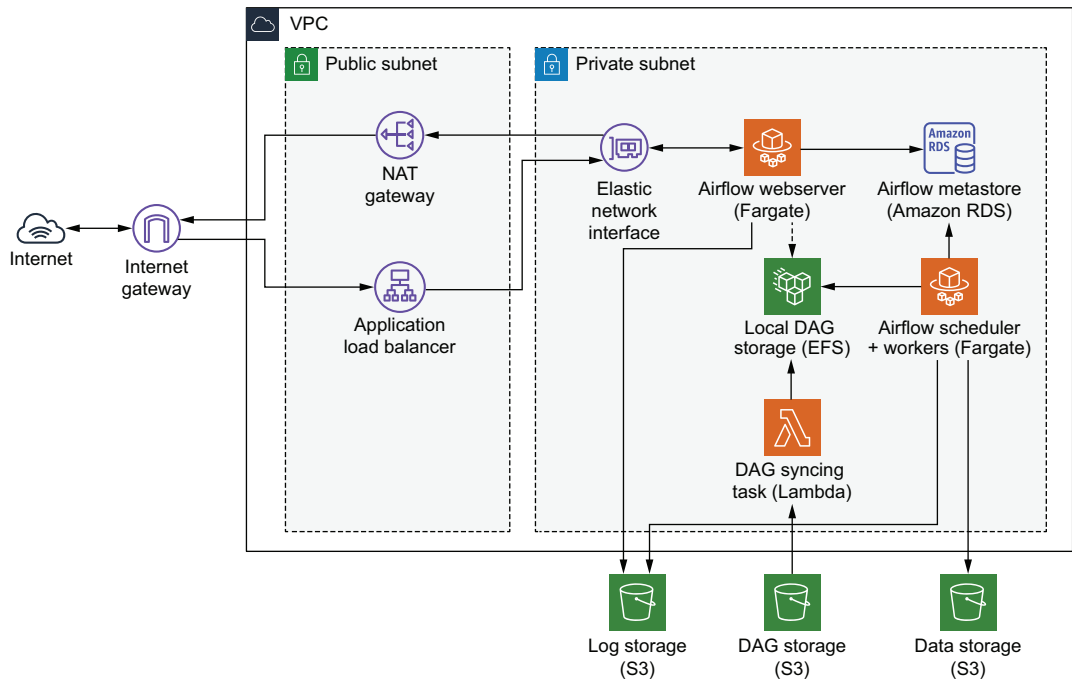 VPC
Public subnet
Private subnet
NAT
gateway
Elastic
network
interface
Airflow webserver
(Fargate)
Amazon
RDS
Airflow metastore
(Amazon RDS)
Internet
Internet
gateway
Application
load balancer
Local DAG
storage (EFS)
Airflow scheduler
+ workers (Fargate)
DAG syncing
task (Lambda)
Log storage
(S3)
DAG storage
(S3)
Data storage
(S3)